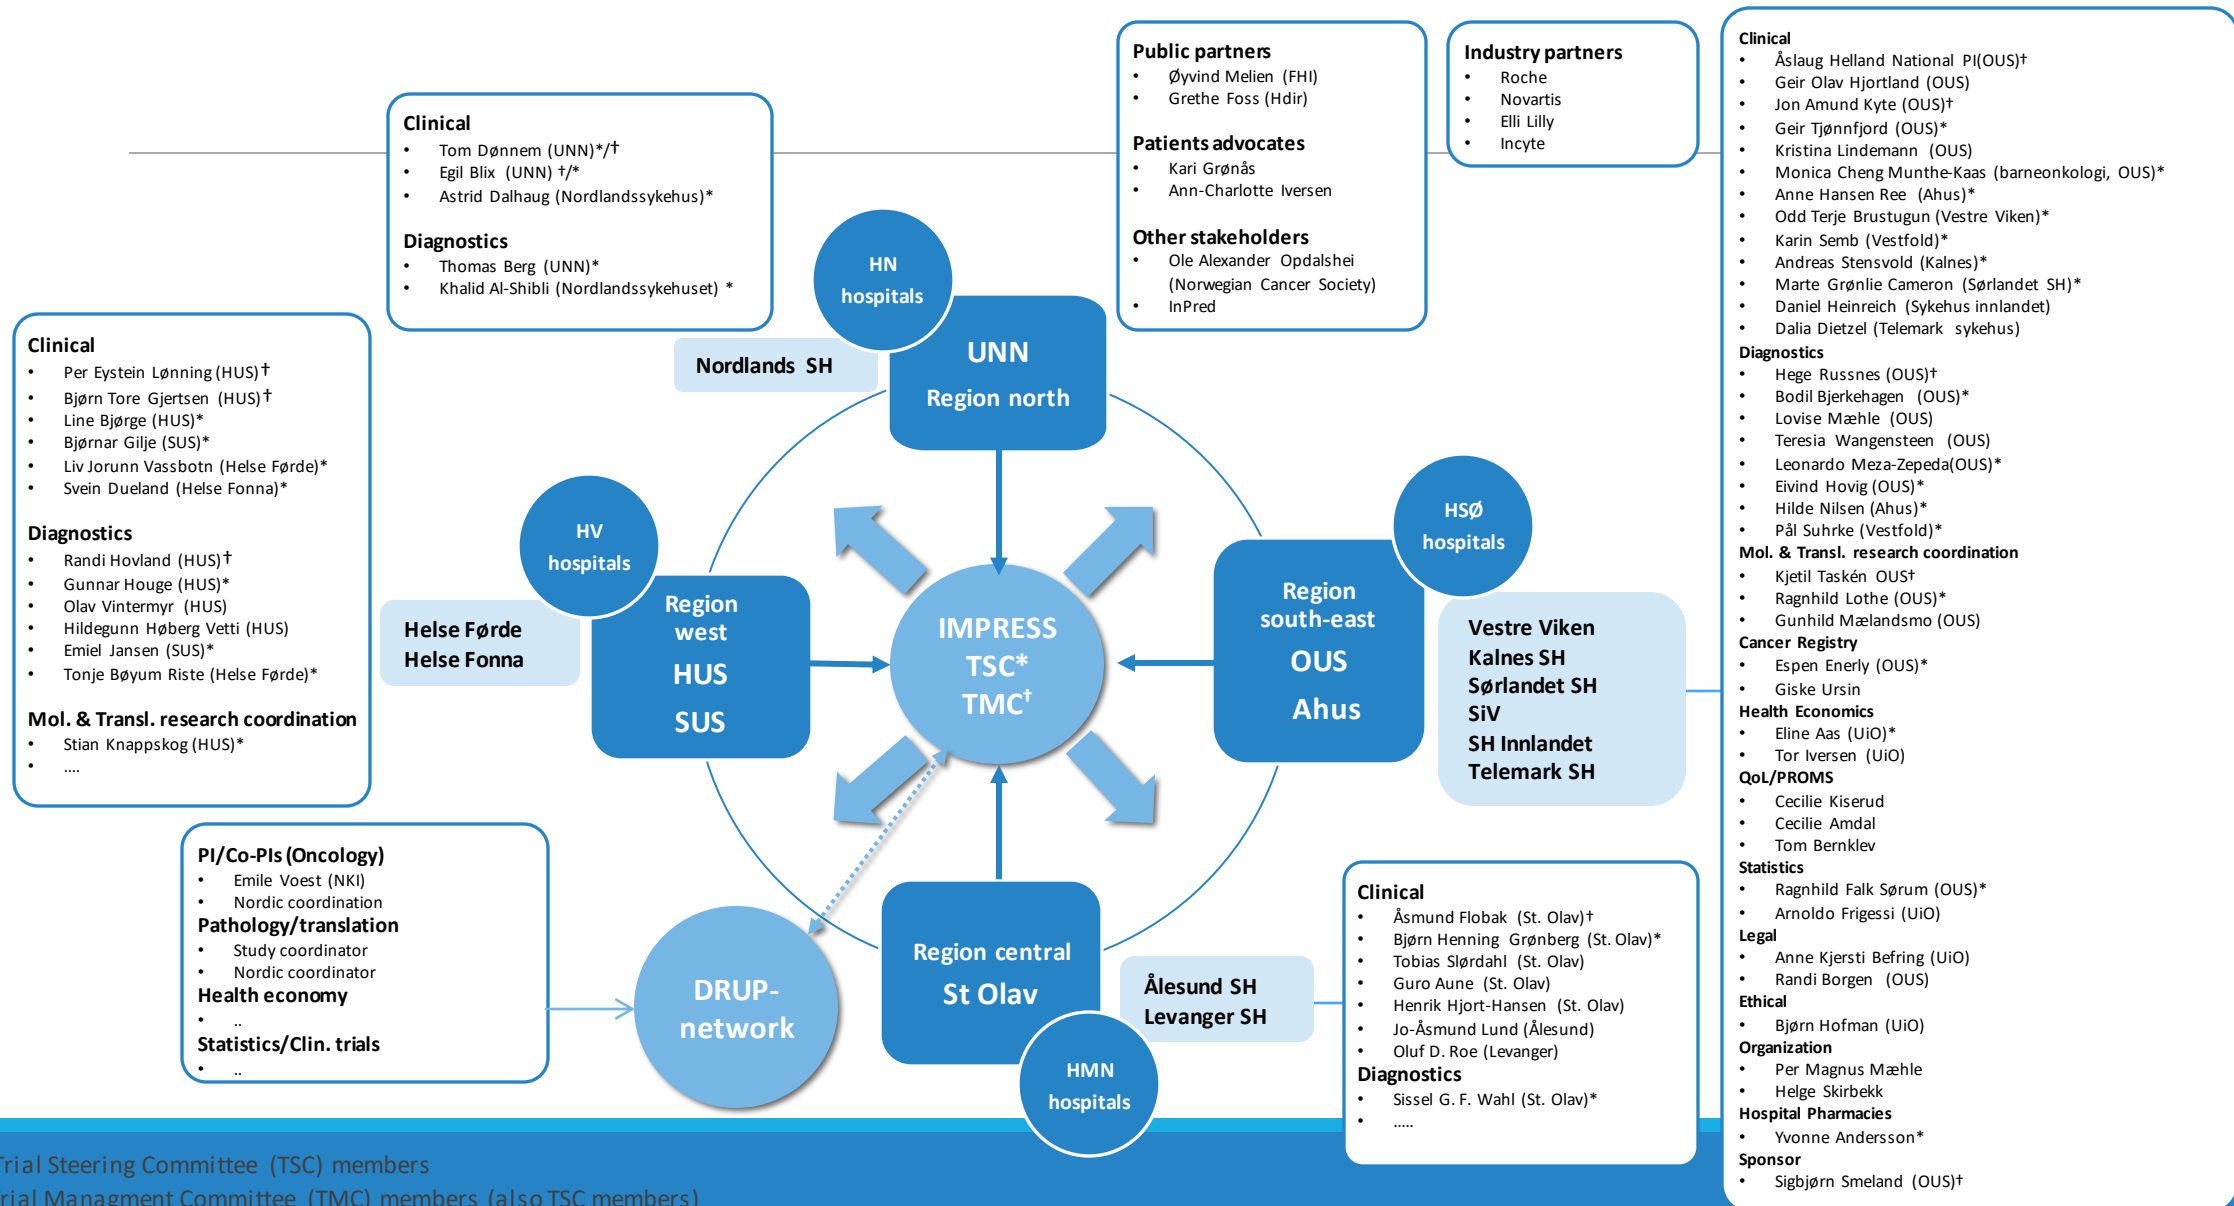 Public partners
• Øyvind Melien (FHI)
• Grethe Foss (Hdir)
Patients advocates
• Kari Grønås
• Ann-Charlotte Iversen
Other stakeholders
• Ole Alexander Opdalshei
(Norwegian Cancer Society)
• InPred
Industry partners
• Roche
• Novartis
• Elli Lilly
• Incyte
Clinical
• Tom Dønnem (UNN)*/†
• Egil Blix (UNN) †/*
• Astrid Dalhaug (Nordlandssykehus)*
Diagnostics
• Thomas Berg (UNN)*
• Khalid Al-Shibli (Nordlandssykehuset) *
HN
hospitals
Nordlands SH
UNN
Region north
Clinical
• Per Eystein Lønning (HUS)†
• Bjørn Tore Gjertsen (HUS)†
• Line Bjørge (HUS)*
• Bjørnar Gilje (SUS)*
• Liv Jorunn Vassbotn (Helse Førde)*
• Svein Dueland (Helse Fonna)*
Diagnostics
• Randi Hovland (HUS)†
• Gunnar Houge (HUS)*
• Olav Vintermyr (HUS)
• Hildegunn Høberg Vetti (HUS)
• Emiel Jansen (SUS)*
• Tonje Bøyum Riste (Helse Førde)*
Mol. & Transl. research coordination
• Stian Knappskog (HUS)*
• ....
HV
hospitals
Helse Førde
Helse Fonna
Region
west
HUS
SUS
IMPRESS
TSC*
TMC†
HSØ
hospitals
Region
south-east
OUS
Ahus
Vestre Viken
Kalnes SH
Sørlandet SH
SiV
SH Innlandet
Telemark SH
PI/Co-PIs (Oncology)
• Emile Voest (NKI)
• Nordic coordination
Pathology/translation
• Study coordinator
• Nordic coordinator
Health economy
• ..
Statistics/Clin. trials
• ..
DRUP-
network
Region central
St Olav
HMN
hospitals
Ålesund SH
Levanger SH
Clinical
• Åsmund Flobak (St. Olav)†
• Bjørn Henning Grønberg (St. Olav)*
• Tobias Slørdahl (St. Olav)
• Guro Aune (St. Olav)
• Henrik Hjort-Hansen (St. Olav)
• Jo-Åsmund Lund (Ålesund)
• Oluf D. Roe (Levanger)
Diagnostics
• Sissel G. F. Wahl (St. Olav)*
• .....
Clinical
• Åslaug Helland National PI(OUS)†
• Geir Olav Hjortland (OUS)
• Jon Amund Kyte (OUS)†
• Geir Tjønnfjord (OUS)*
• Kristina Lindemann (OUS)
• Monica Cheng Munthe-Kaas (barneonkologi, OUS)*
• Anne Hansen Ree (Ahus)*
• Odd Terje Brustugun (Vestre Viken)*
• Karin Semb (Vestfold)*
• Andreas Stensvold (Kalnes)*
• Marte Grønlie Cameron (Sørlandet SH)*
• Daniel Heinreich (Sykehus innlandet)
• Dalia Dietzel (Telemark sykehus)
Diagnostics
• Hege Russnes (OUS)†
• Bodil Bjerkehagen (OUS)*
• Lovise Mæhle (OUS)
• Teresia Wangensteen (OUS)
• Leonardo Meza-Zepeda(OUS)*
• Eivind Hovig (OUS)*
• Hilde Nilsen (Ahus)*
• Pål Suhrke (Vestfold)*
Mol. & Transl. research coordination
• Kjetil Taskén OUS†
• Ragnhild Lothe (OUS)*
• Gunhild Mælandsmo (OUS)
Cancer Registry
• Espen Enerly (OUS)*
• Giske Ursin
Health Economics
• Eline Aas (UiO)*
• Tor Iversen (UiO)
QoL/PROMS
• Cecilie Kiserud
• Cecilie Amdal
• Tom Bernklev
Statistics
• Ragnhild Falk Sørum (OUS)*
• Arnoldo Frigessi (UiO)
Legal
• Anne Kjersti Befring (UiO)
• Randi Borgen (OUS)
Ethical
• Bjørn Hofman (UiO)
Organization
• Per Magnus Mæhle
• Helge Skirbekk
Hospital Pharmacies
• Yvonne Andersson*
Sponsor
• Sigbjørn Smeland (OUS)†
Trial Steering Committee (TSC) members
Trial Managment Committee (TMC) members (also TSC members)